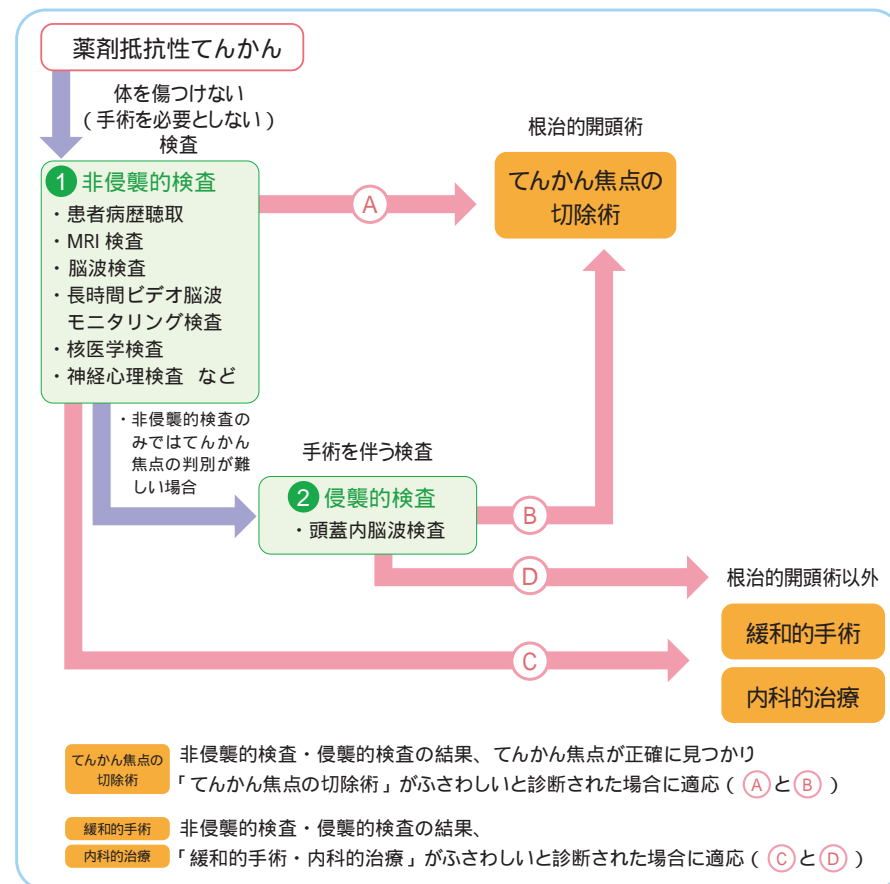 薬剤抵抗性てんかん
体を傷つけない
(手術を必要としない)
検査
1 非侵襲的検査
・患者病歴聴取
・MRI 検査
・脳波検査
・長時間ビデオ脳波
モニタリング検査
・核医学検査
・神経心理検査 など
A
根治的開頭術
てんかん焦点の
切除術
・非侵襲的検査の
みではてんかん
焦点の判別が難
しい場合
手術を伴う検査
2 侵襲的検査
・頭蓋内脳波検査
B
D
C
根治的開頭術以外
緩和的手術
内科的治療
てんかん焦点の
切除術
非侵襲的検査・侵襲的検査の結果、てんかん焦点が正確に見つかり
「てんかん焦点の切除術」がふさわしいと診断された場合に適応(AとB)
緩和的手術
内科的治療
非侵襲的検査・侵襲的検査の結果、
「緩和的手術・内科的治療」がふさわしいと診断された場合に適応(CとD)